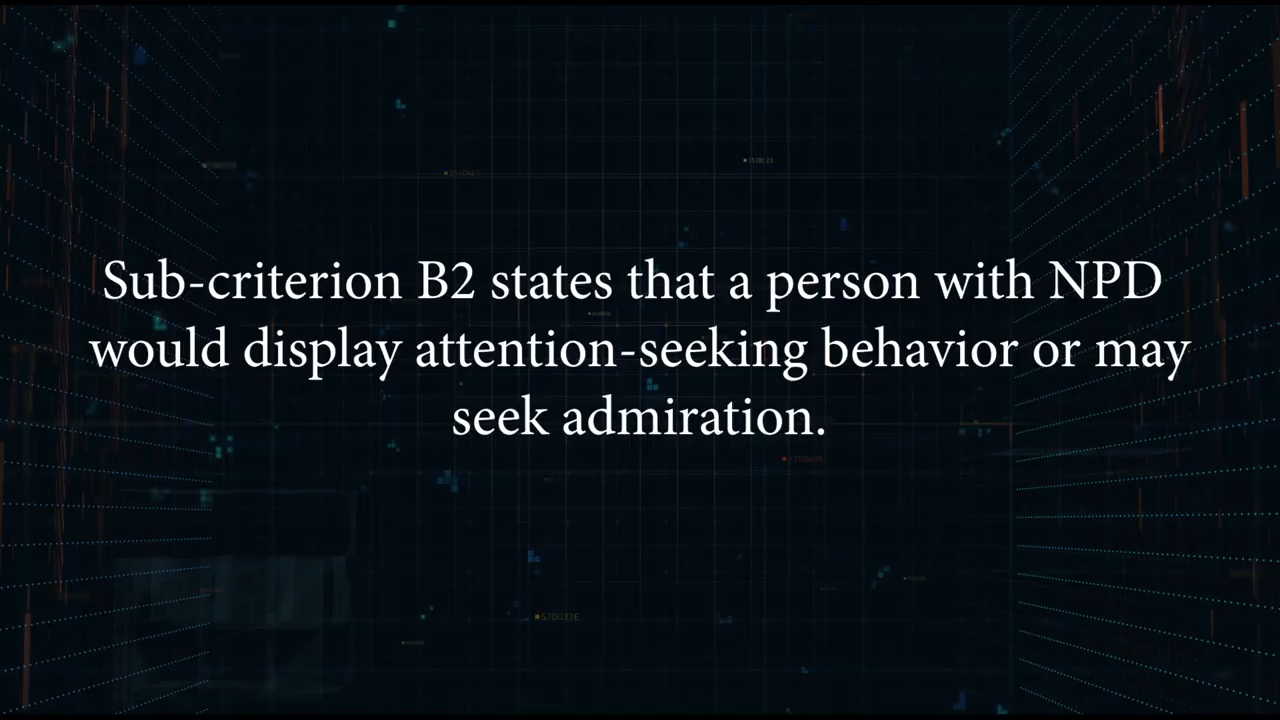 Sub-criterion B2 states that a person with NPD
would display attention-seeking behavior or may
seek admiration.